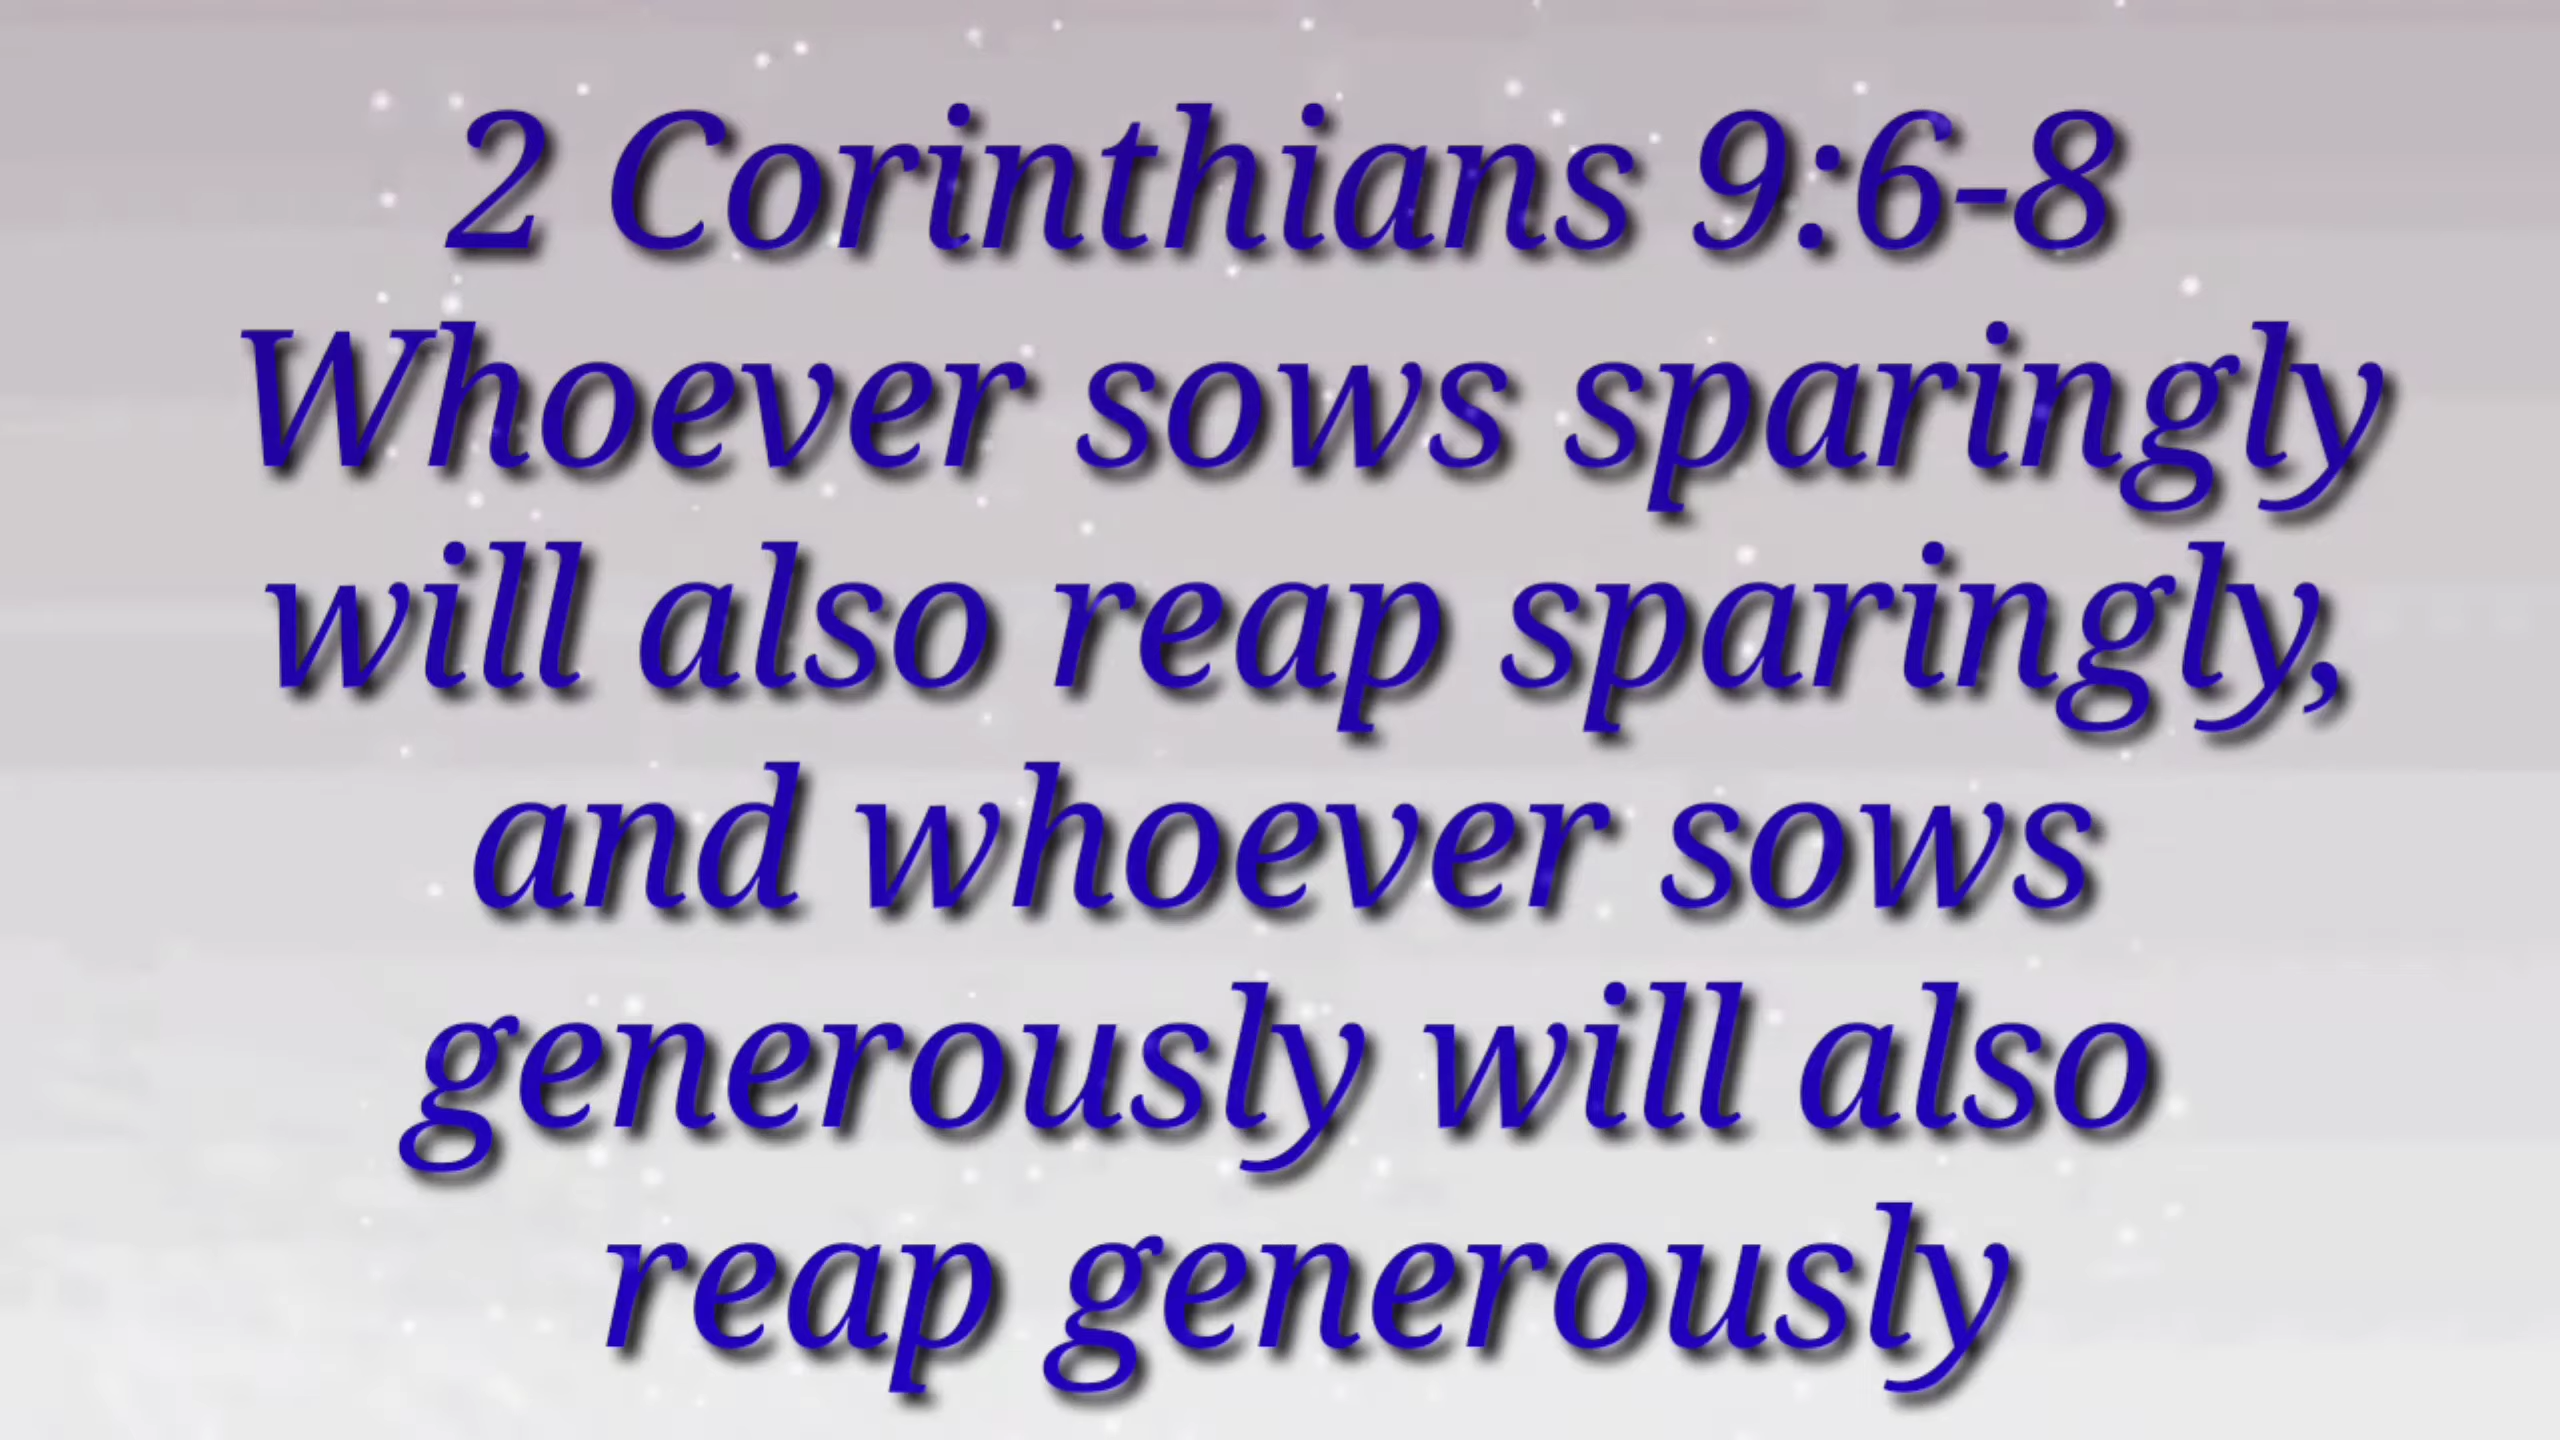 2 Corinthians 9:6-8
Whoever sows sparingly
will also reap sparingly,
and whoever sows
generously will also
reap generously